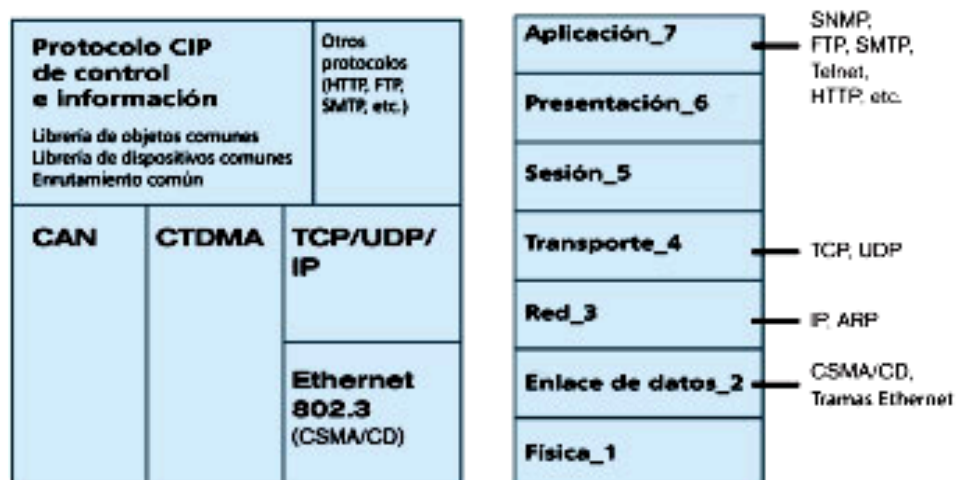 Protocolo CIP
de control
e información
Librería de objetos comunes
Librería de dispositivos comunes
Enrutamiento común
Otros
protocolos
(HTTP, FTP,
SMTP, etc.)
CAN
CTDMA
TCP/UDP/
IP
Ethernet
802.3
(CSMA/CD)
Aplicación_7
SNMP,
FTP, SMTP,
Telnet,
HTTP, etc.
Presentación_6
Sesión_5
Transporte_4
TCP, UDP
Red_3
IP, ARP
Enlace de datos_2
CSMA/CD,
Tramas Ethernet
Física_1